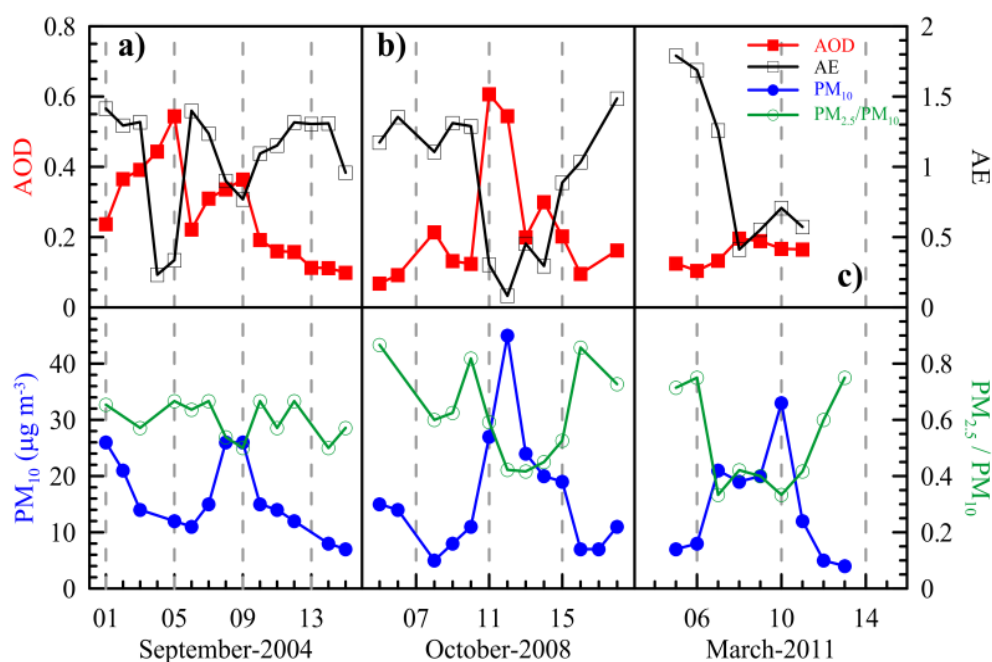 a) b) c)
0.8 0.6 0.4 0.2 0
AOD
2 1.5 1 0.5 0
AE
AOD
AE
PM₁₀
PM₂.₅/PM₁₀
40 30 20 10 0
PM₁₀ (µg m⁻³)
0.8 0.6 0.4 0.2 0
PM₂.₅ / PM₁₀
01 05 09 13 07 11 15 06 10 14
September-2004 October-2008 March-2011